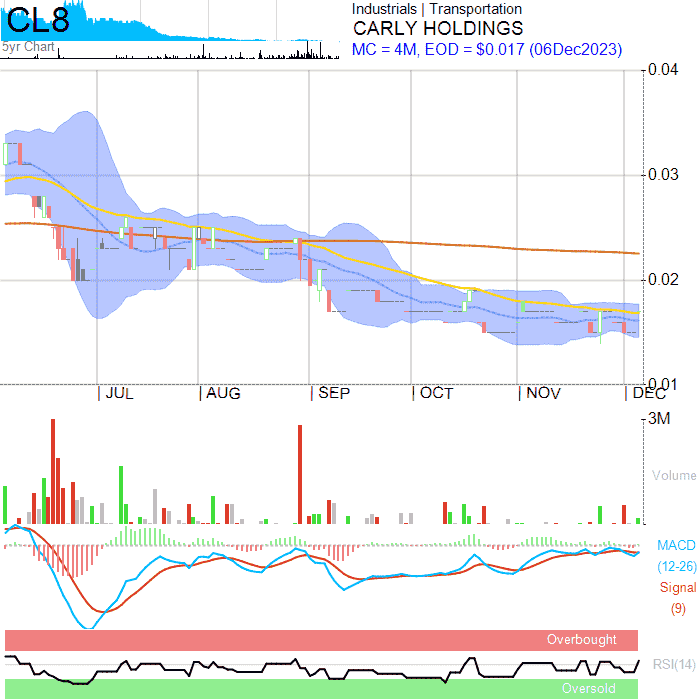 CL8
5yr Chart
Industrials | Transportation
CARLY HOLDINGS
MC = 4M, EOD = $0.017 (06Dec2023)
0.04
0.03
0.02
0.01
JUL AUG SEP OCT NOV DEC
3M
Volume
MACD
(12-26)
Signal
(9)
Overbought
RSI(14)
Oversold